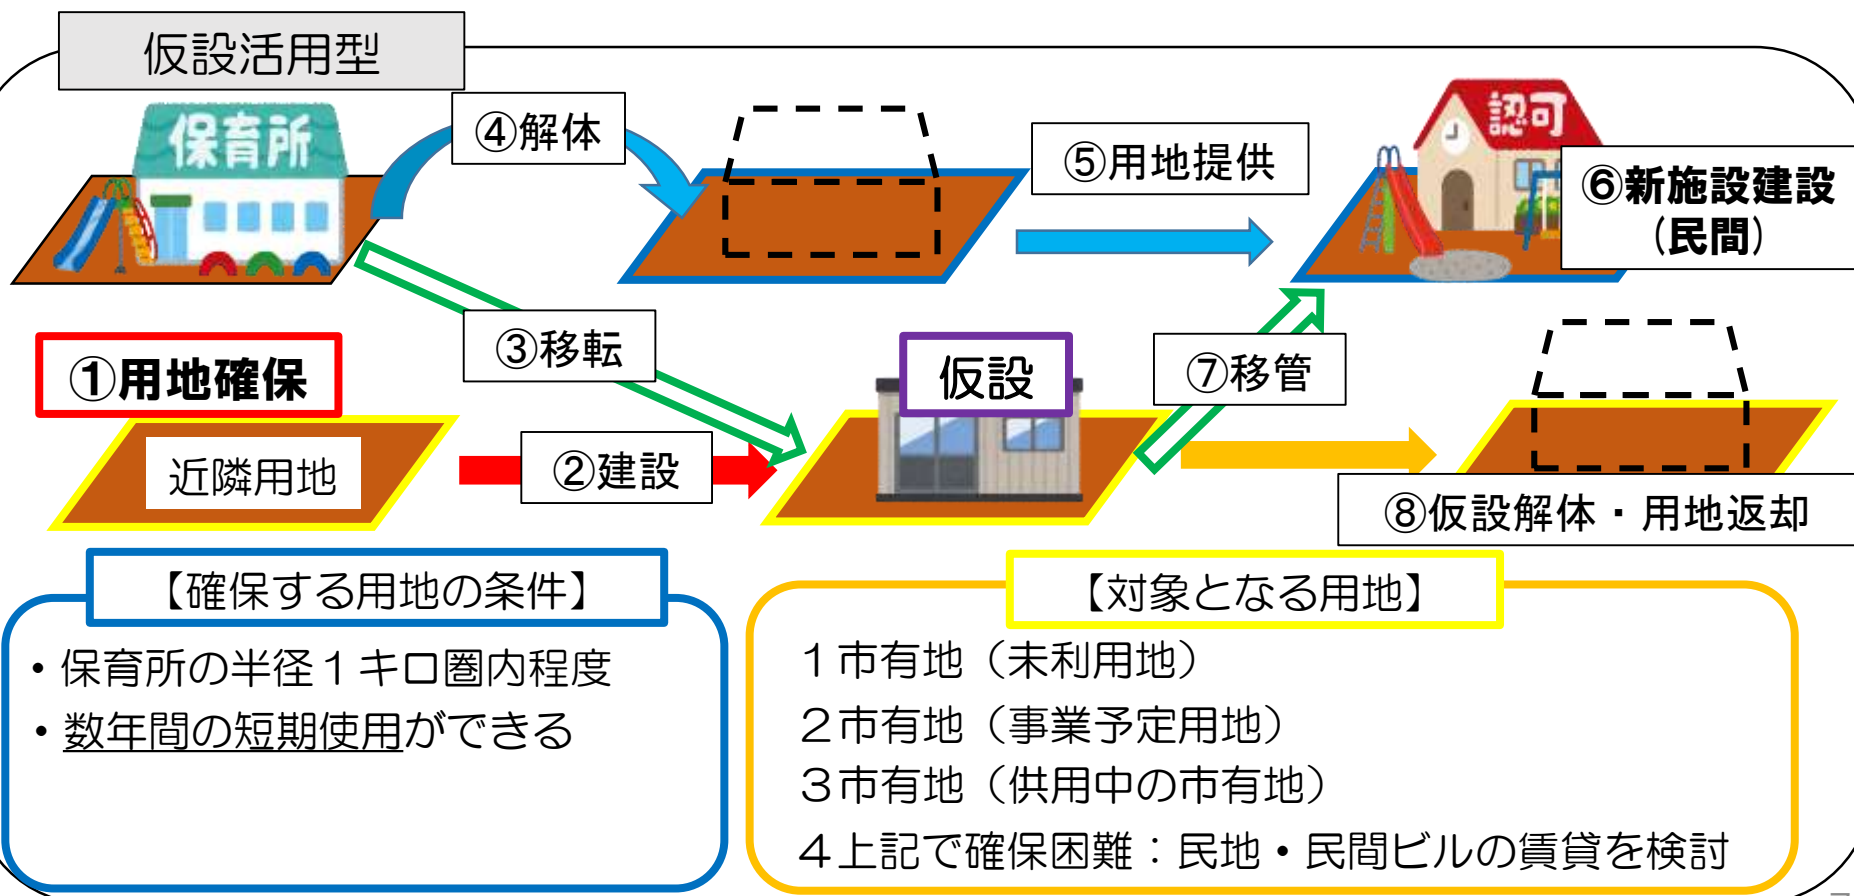 仮設活用型
保育所
④解体
⑤用地提供
認可
⑥新施設建設
(民間)
①用地確保
近隣用地
③移転
②建設
仮設
⑦移管
⑧仮設解体・用地返却
【確保する用地の条件】
・保育所の半径１キロ圏内程度
・数年間の短期使用ができる
【対象となる用地】
１市有地（未利用地）
２市有地（事業予定用地）
３市有地（供用中の市有地）
４上記で確保困難：民地・民間ビルの賃貸を検討